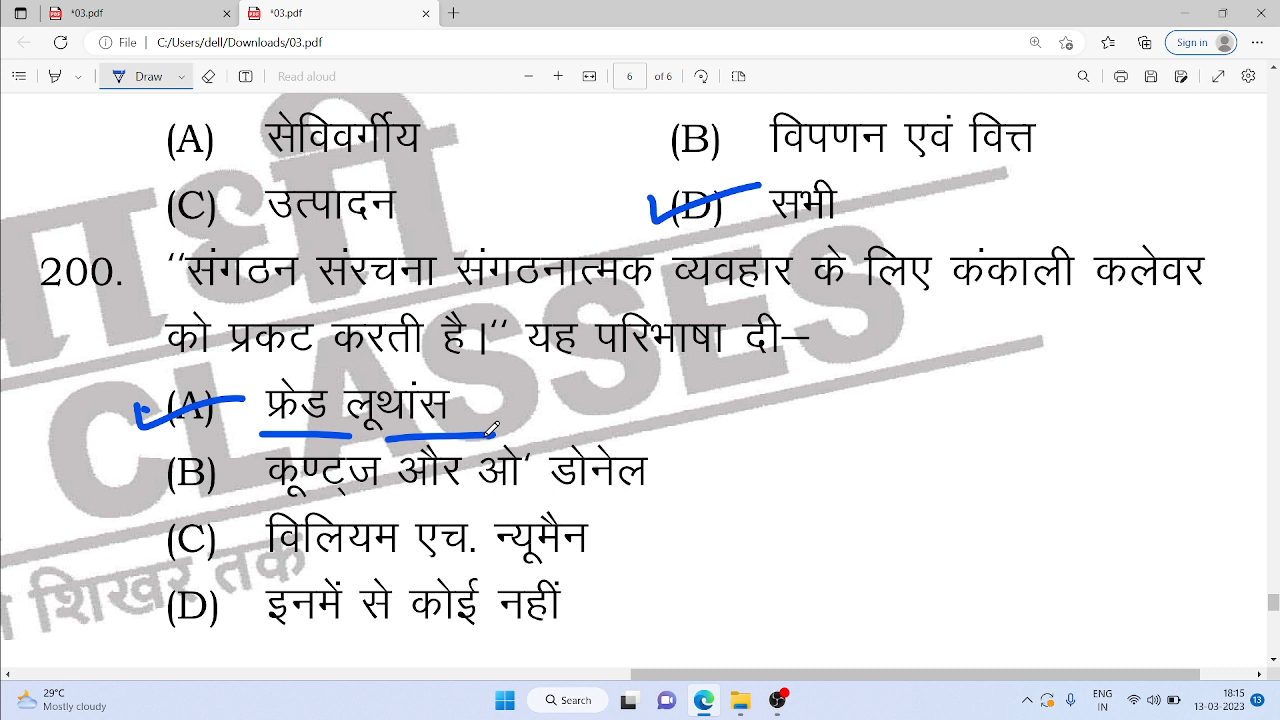 *03.pdf
*03.pdf
File C:/Users/dell/Downloads/03.pdf
Sign in
Draw Read aloud 6 of 6
(A) सेविवर्गीय (B) विपणन एवं वित्त
(C) उत्पादन (D) सभी
200. ‘‘संगठन संरचना संगठनात्मक व्यवहार के लिए कंकाली कलेवर
को प्रकट करती है।‘‘ यह परिभाषा दी–
(A) फ्रेड लूथांस
(B) कूण्ट्ज और ओ‘ डोनेल
(C) विलियम एच. न्यूमैन
(D) इनमें से कोई नहीं
CLASSES
शिखर तक
29°C
Mostly cloudy
Search
ENG
IN
18:15
13-03-2023
13